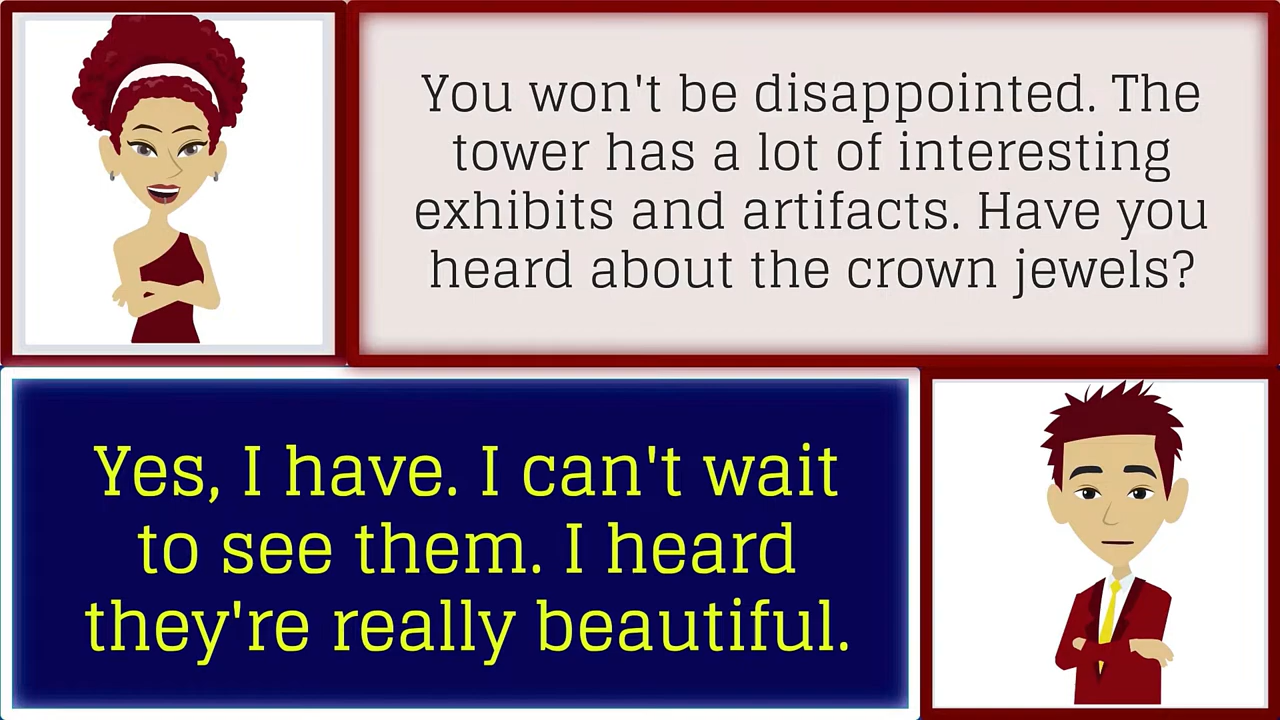 You won't be disappointed. The
tower has a lot of interesting
exhibits and artifacts. Have you
heard about the crown jewels?
Yes, I have. I can't wait
to see them. I heard
they're really beautiful.